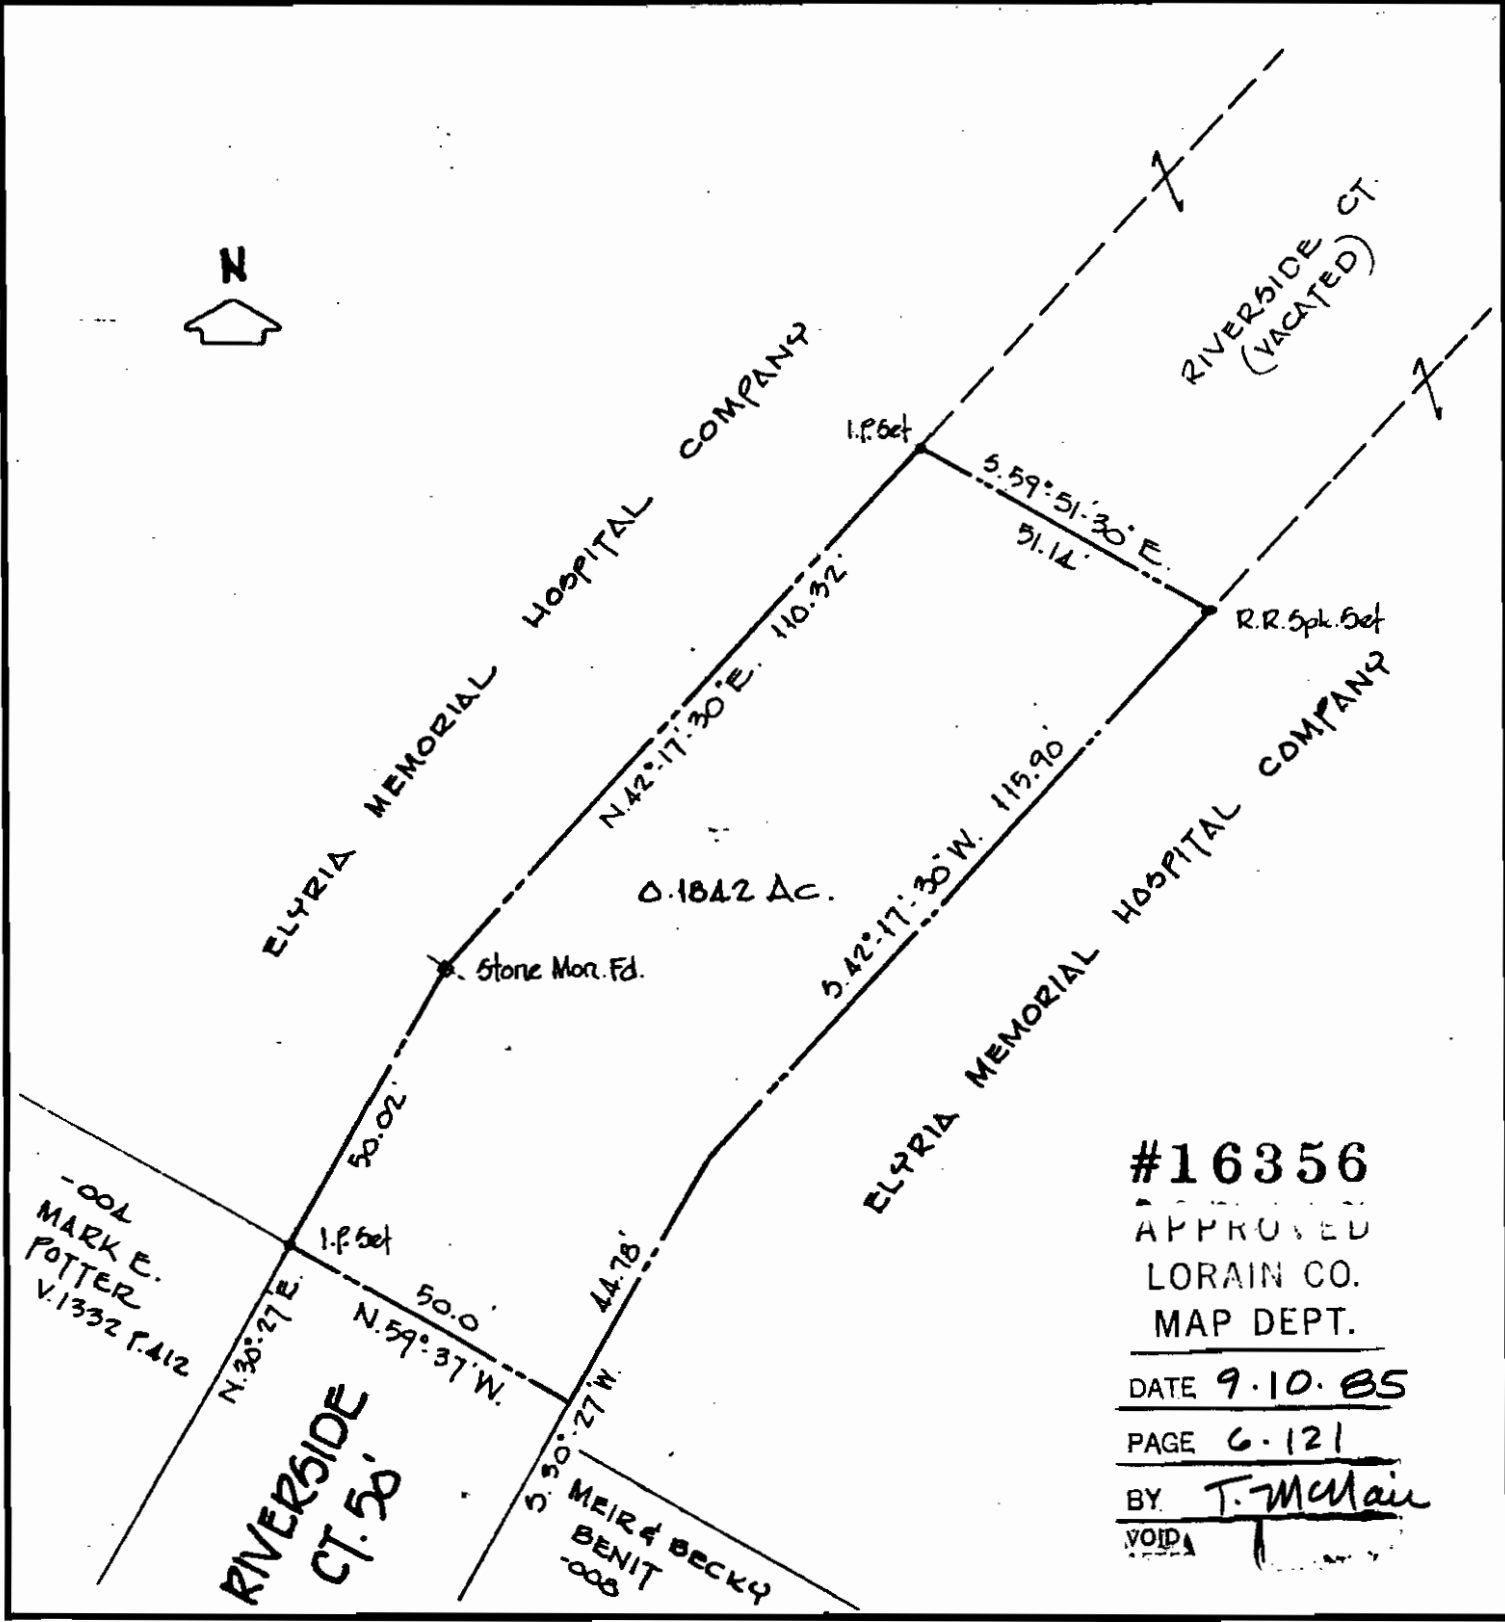 N
RIVERSIDE CT.
(VACATED)
ELYRIA MEMORIAL HOSPITAL COMPANY
I.P. Set
S.59°-51'-30" E.
51.14'
R.R. Spk. Set
N.42°-17'-30" E. 110.32'
S.42°-17'-30" W. 115.90'
0.1842 Ac.
Stone Mon. Fd.
ELYRIA MEMORIAL HOSPITAL COMPANY
50.02'
-004
MARK E.
POTTER
V.1332 P.412
I.P. Set
50.0'
N.59°-37' W.
44.78'
N.30°-27' E.
S.30°-27' W.
RIVERSIDE
CT. 50'
MEIR & BECKY
BENIT
-008
#16356
APPROVED
LORAIN CO.
MAP DEPT.
DATE 9.10.85
PAGE 6.121
BY T. McNair
VOID